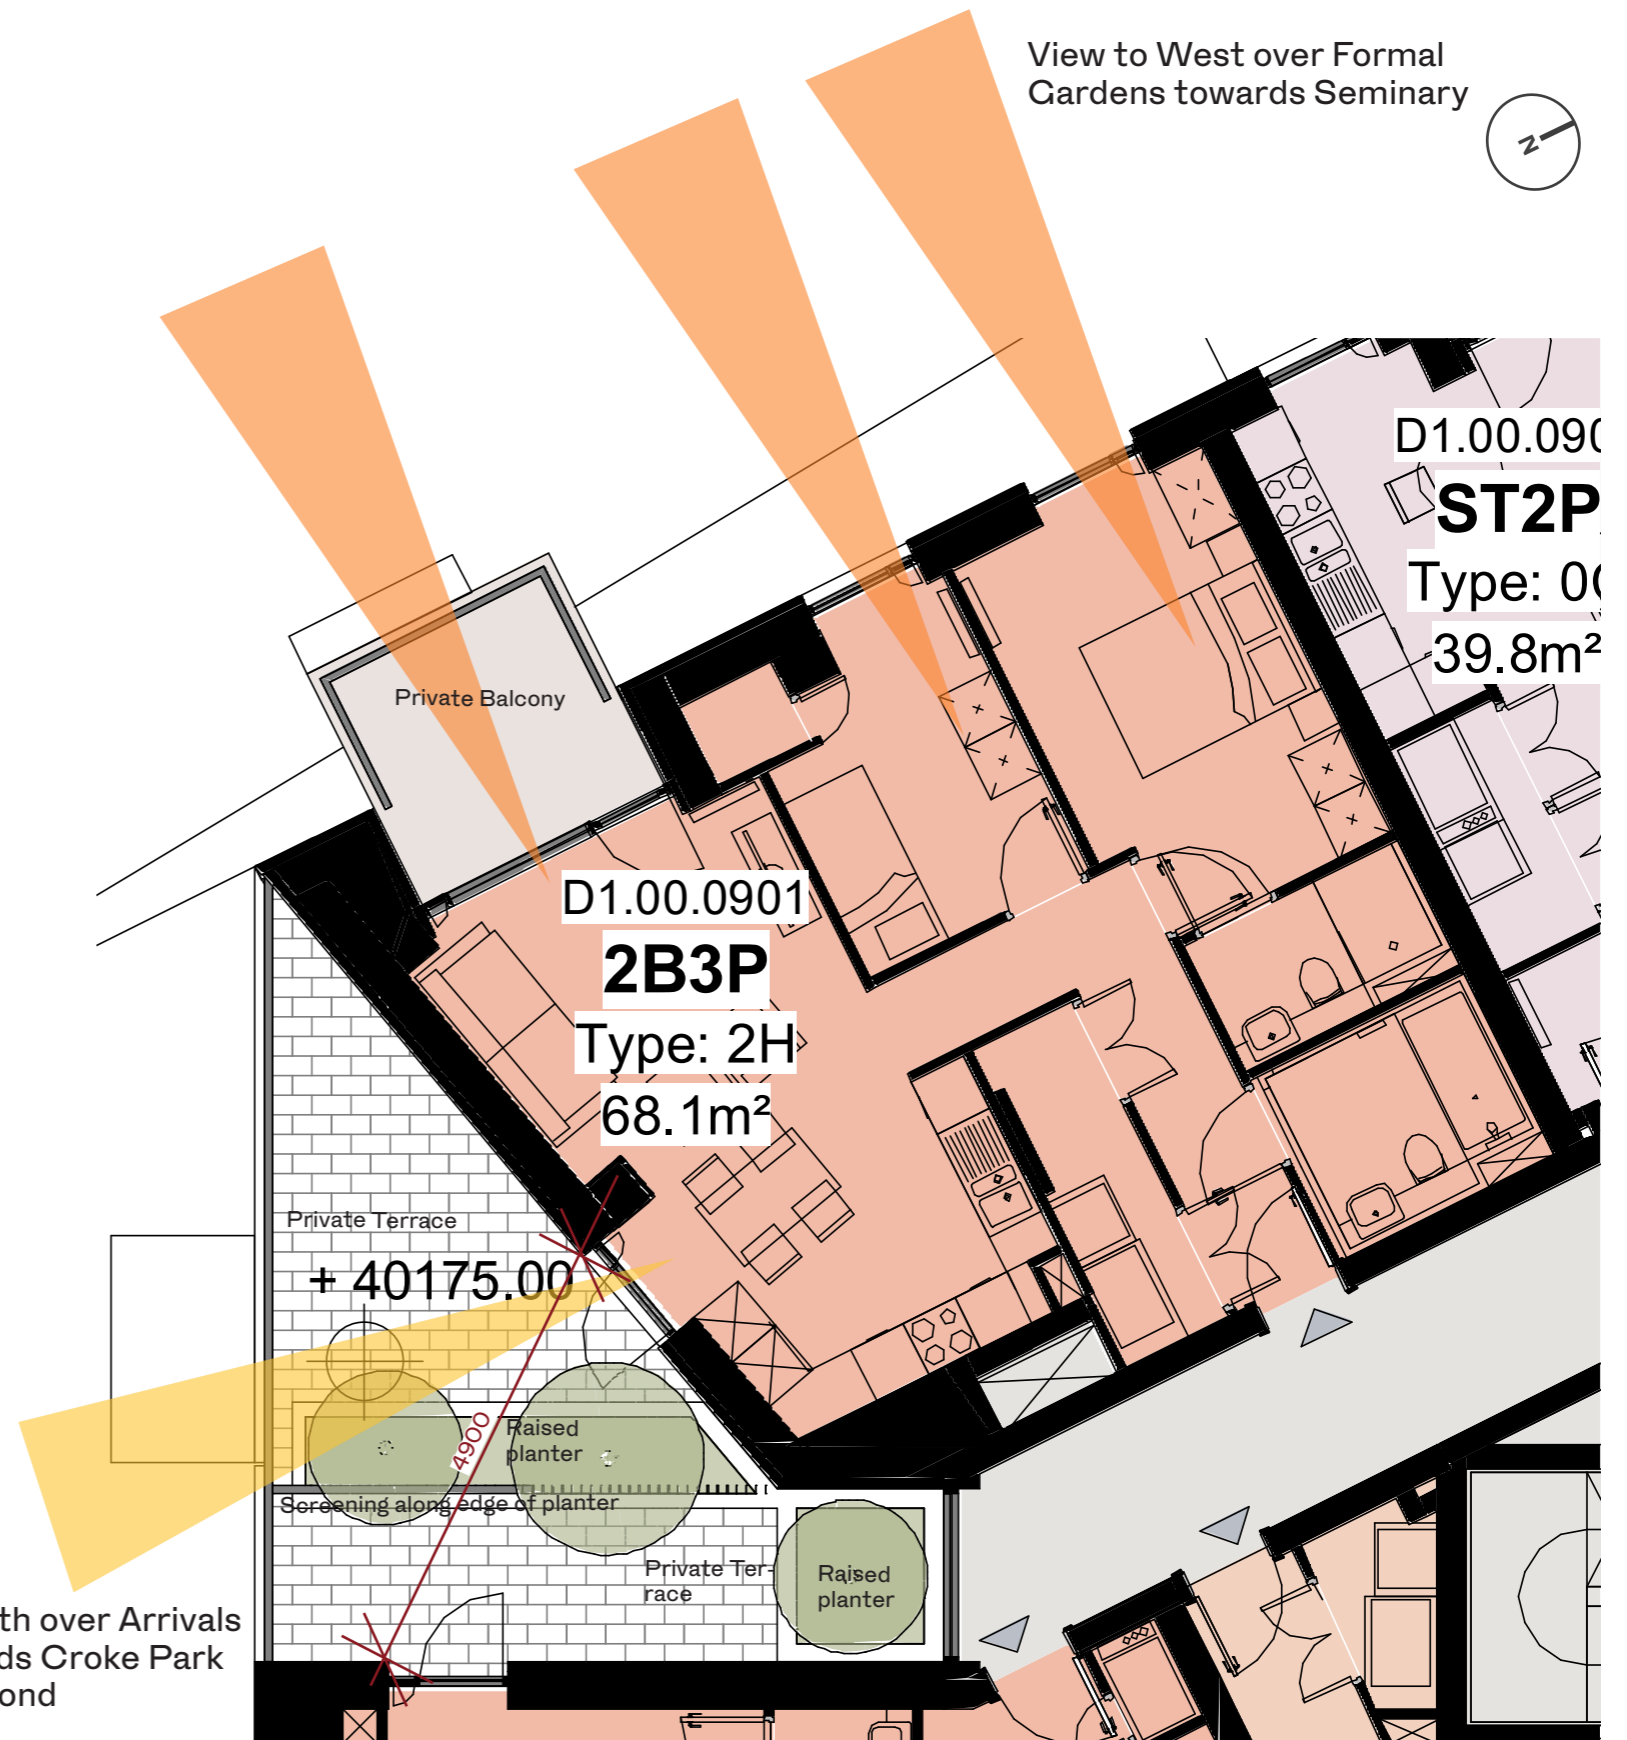 View to West over Formal
Gardens towards Seminary
N
D1.00.090
ST2P
Type: 0
39.8m²
Private Balcony
D1.00.0901
2B3P
Type: 2H
68.1m²
Private Terrace
+ 40175.00
4900
Raised
planter
Screening along edge of planter
Private Ter-
race
Raised
planter
th over Arrivals
ds Croke Park
ond